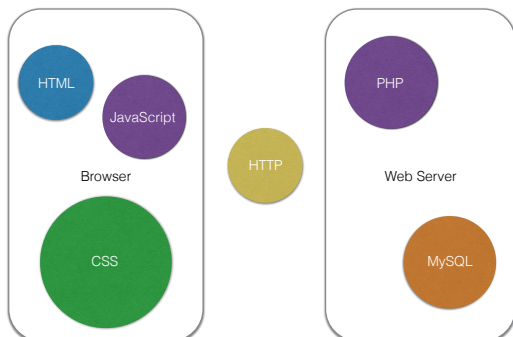 HTML
JavaScript
Browser
CSS
HTTP
PHP
Web Server
MySQL